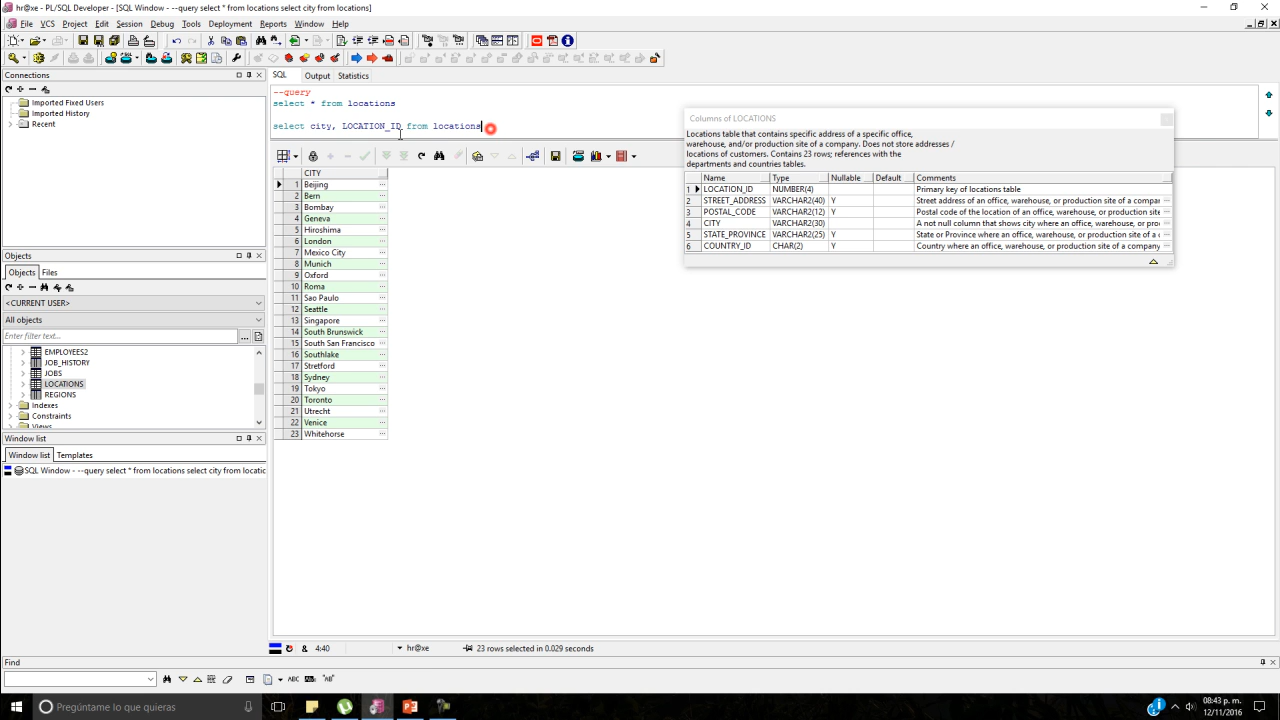 hr@xe - PL/SQL Developer - [SQL Window - --query select * from locations select city from locations]
File VCS Project Edit Session Debug Tools Deployment Reports Window Help
Connections
Imported Fixed Users
Imported History
Recent
Objects
Objects Files
<CURRENT USER>
All objects
Enter filter text...
EMPLOYEES2
JOB_HISTORY
JOBS
LOCATIONS
REGIONS
Indexes
Constraints
Views
Window list
Window list Templates
SQL Window - --query select * from locations select city from locatic
SQL Output Statistics
--query
select * from locations
select city, LOCATION_ID from locations
CITY
1 Beijing
2 Bern
3 Bombay
4 Geneva
5 Hiroshima
6 London
7 Mexico City
8 Munich
9 Oxford
10 Roma
11 Sao Paulo
12 Seattle
13 Singapore
14 South Brunswick
15 South San Francisco
16 Southlake
17 Stretford
18 Sydney
19 Tokyo
20 Toronto
21 Utrecht
22 Venice
23 Whitehorse
Columns of LOCATIONS
Locations table that contains specific address of a specific office,
warehouse, and/or production site of a company. Does not store addresses /
locations of customers. Contains 23 rows; references with the
departments and countries tables.
Name Type Nullable Default Comments
1 LOCATION_ID NUMBER(4) Primary key of locations table
2 STREET_ADDRESS VARCHAR2(40) Y Street address of an office, warehouse, or production site of a compa
3 POSTAL_CODE VARCHAR2(12) Y Postal code of the location of an office, warehouse, or production site
4 CITY VARCHAR2(30) A not null column that shows city where an office, warehouse, or pro
5 STATE_PROVINCE VARCHAR2(25) Y State or Province where an office, warehouse, or production site of a c
6 COUNTRY_ID CHAR(2) Y Country where an office, warehouse, or production site of a company
& 4:40 hr@xe 23 rows selected in 0.029 seconds
Find
ABC "AB"
Pregúntame lo que quieras
08:43 p. m.
12/11/2016